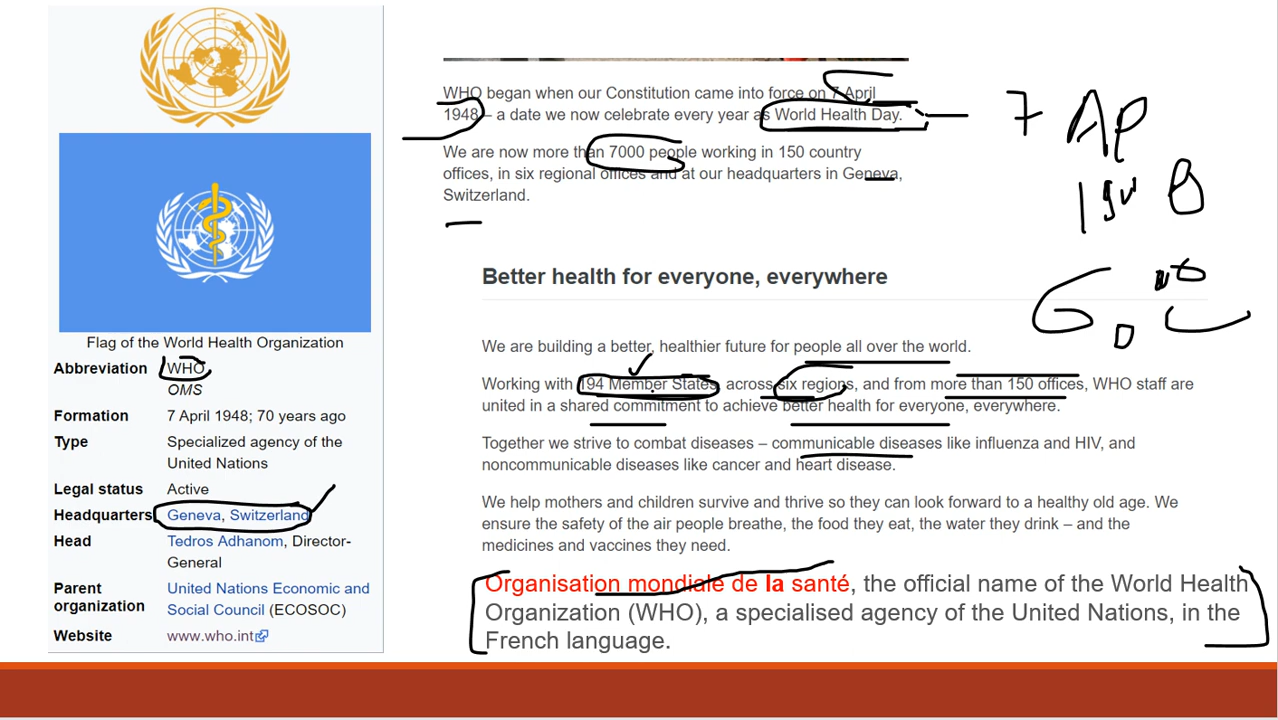 Flag of the World Health Organization
Abbreviation WHO
OMS
Formation 7 April 1948; 70 years ago
Type Specialized agency of the
United Nations
Legal status Active
Headquarters Geneva, Switzerland
Head Tedros Adhanom, Director-
General
Parent United Nations Economic and
organization Social Council (ECOSOC)
Website www.who.int
WHO began when our Constitution came into force on 7 April
1948 – a date we now celebrate every year as World Health Day.
We are now more than 7000 people working in 150 country
offices, in six regional offices and at our headquarters in Geneva,
Switzerland.
7 Ap
Better health for everyone, everywhere
We are building a better, healthier future for people all over the world.
Working with 194 Member States, across six regions, and from more than 150 offices, WHO staff are
united in a shared commitment to achieve better health for everyone, everywhere.
Together we strive to combat diseases – communicable diseases like influenza and HIV, and
noncommunicable diseases like cancer and heart disease.
We help mothers and children survive and thrive so they can look forward to a healthy old age. We
ensure the safety of the air people breathe, the food they eat, the water they drink – and the
medicines and vaccines they need.
Organisation mondiale de la santé, the official name of the World Health
Organization (WHO), a specialised agency of the United Nations, in the
French language.